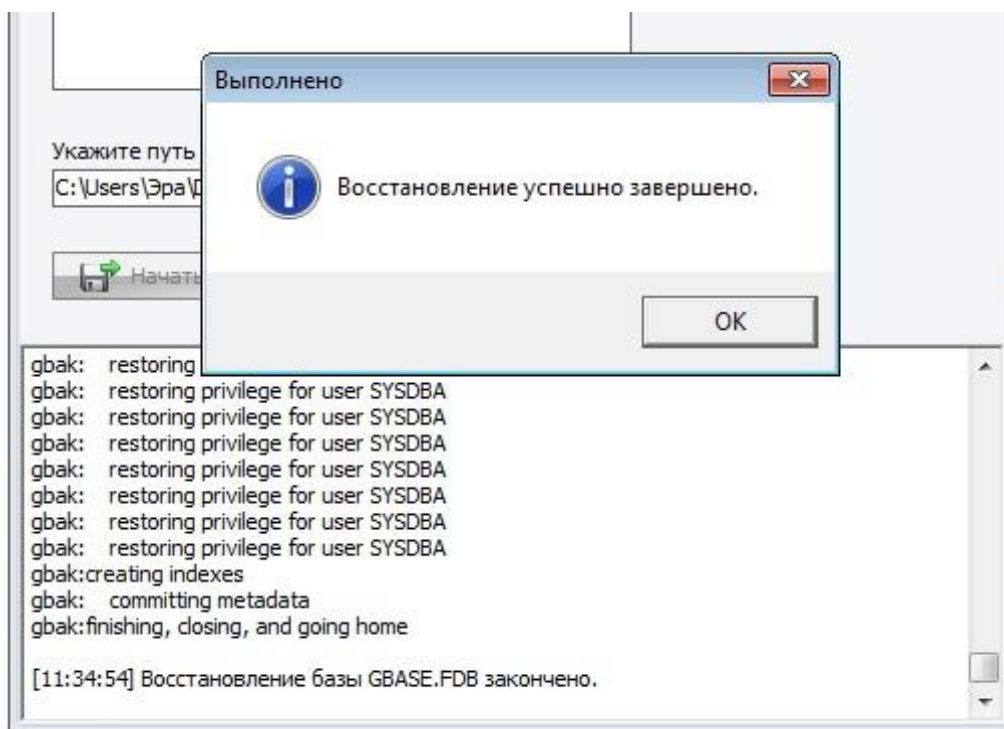 Выполнено
Укажите путь
C:\Users\Эра\
Восстановление успешно завершено.
Начать
OK
gbak: restoring
gbak: restoring privilege for user SYSDBA
gbak: restoring privilege for user SYSDBA
gbak: restoring privilege for user SYSDBA
gbak: restoring privilege for user SYSDBA
gbak: restoring privilege for user SYSDBA
gbak: restoring privilege for user SYSDBA
gbak: restoring privilege for user SYSDBA
gbak:creating indexes
gbak: committing metadata
gbak:finishing, closing, and going home
[11:34:54] Восстановление базы GBASE.FDB закончено.